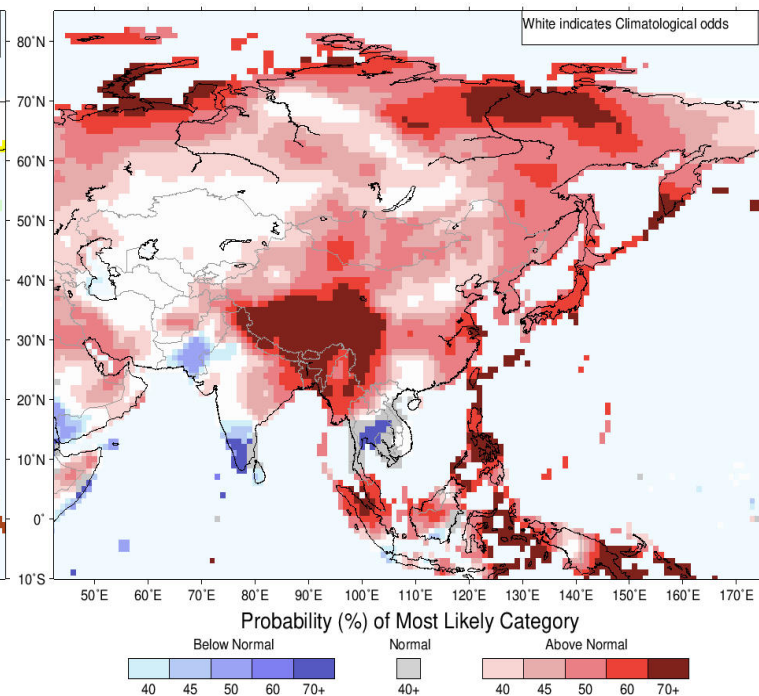 White indicates Climatological odds
80°N
70°N
60°N
50°N
40°N
30°N
20°N
10°N
0°
10°S
50°E 60°E 70°E 80°E 90°E 100°E 110°E 120°E 130°E 140°E 150°E 160°E 170°E
Probability (%) of Most Likely Category
Below Normal Normal Above Normal
40 45 50 60 70+ 40+ 40 45 50 60 70+